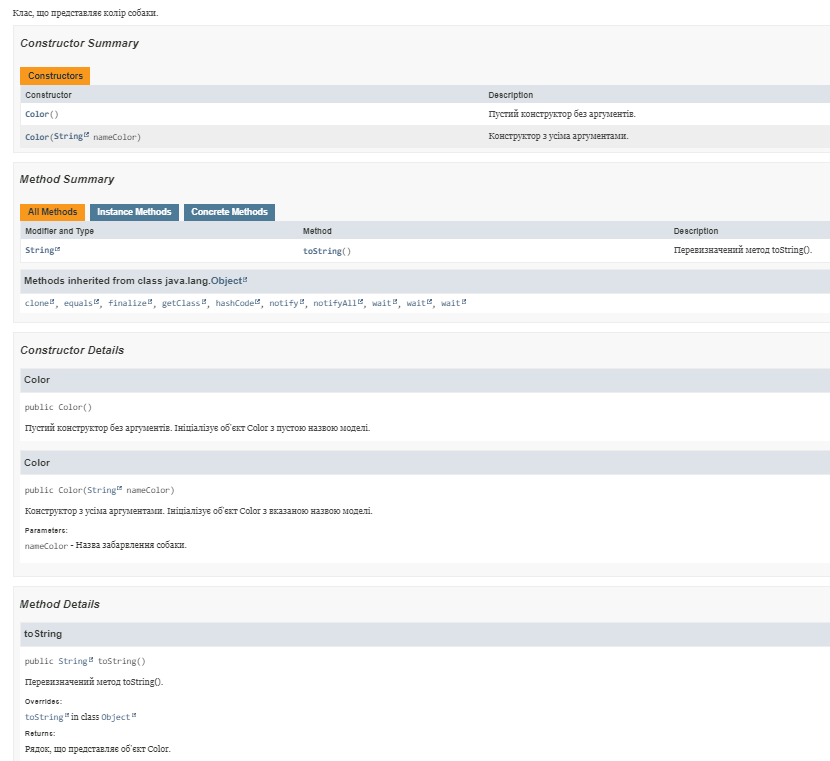 Клас, що представляє колір собаки.
Constructor Summary
Constructors
Constructor Description
Color() Пустий конструктор без аргументів.
Color(String nameColor) Конструктор з усіма аргументами.
Method Summary
All Methods Instance Methods Concrete Methods
Modifier and Type Method Description
String toString() Перевизначений метод toString().
Methods inherited from class java.lang.Object
clone, equals, finalize, getClass, hashCode, notify, notifyAll, wait, wait, wait
Constructor Details
Color
public Color()
Пустий конструктор без аргументів. Ініціалізує об'єкт Color з пустою назвою моделі.
Color
public Color(String nameColor)
Конструктор з усіма аргументами. Ініціалізує об'єкт Color з вказаною назвою моделі.
Parameters:
nameColor - Назва забарвлення собаки.
Method Details
toString
public String toString()
Перевизначений метод toString().
Overrides:
toString in class Object
Returns:
Рядок, що представляє об'єкт Color.